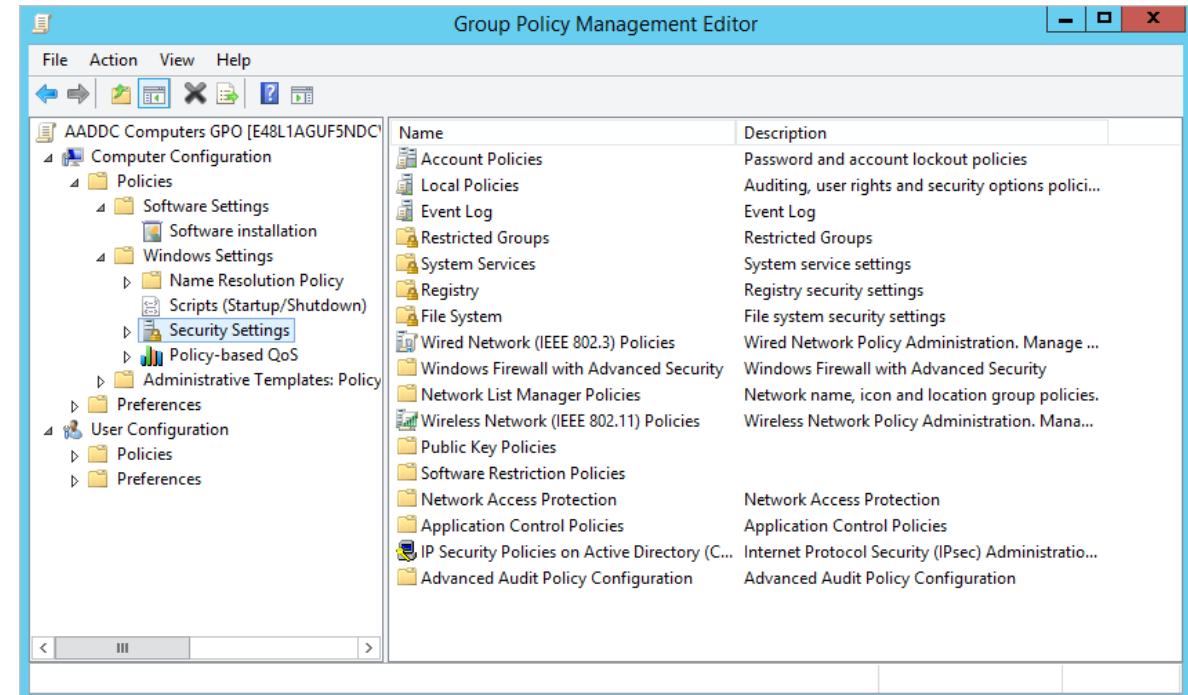 Group Policy Management Editor
File Action View Help
AADDC Computers GPO [E48L1AGUF5NDC
Computer Configuration
Policies
Software Settings
Software installation
Windows Settings
Name Resolution Policy
Scripts (Startup/Shutdown)
Security Settings
Policy-based QoS
Administrative Templates: Policy
Preferences
User Configuration
Policies
Preferences
Name Description
Account Policies Password and account lockout policies
Local Policies Auditing, user rights and security options polici...
Event Log Event Log
Restricted Groups Restricted Groups
System Services System service settings
Registry Registry security settings
File System File system security settings
Wired Network (IEEE 802.3) Policies Wired Network Policy Administration. Manage ...
Windows Firewall with Advanced Security Windows Firewall with Advanced Security
Network List Manager Policies Network name, icon and location group policies.
Wireless Network (IEEE 802.11) Policies Wireless Network Policy Administration. Mana...
Public Key Policies
Software Restriction Policies
Network Access Protection Network Access Protection
Application Control Policies Application Control Policies
IP Security Policies on Active Directory (C... Internet Protocol Security (IPsec) Administratio...
Advanced Audit Policy Configuration Advanced Audit Policy Configuration